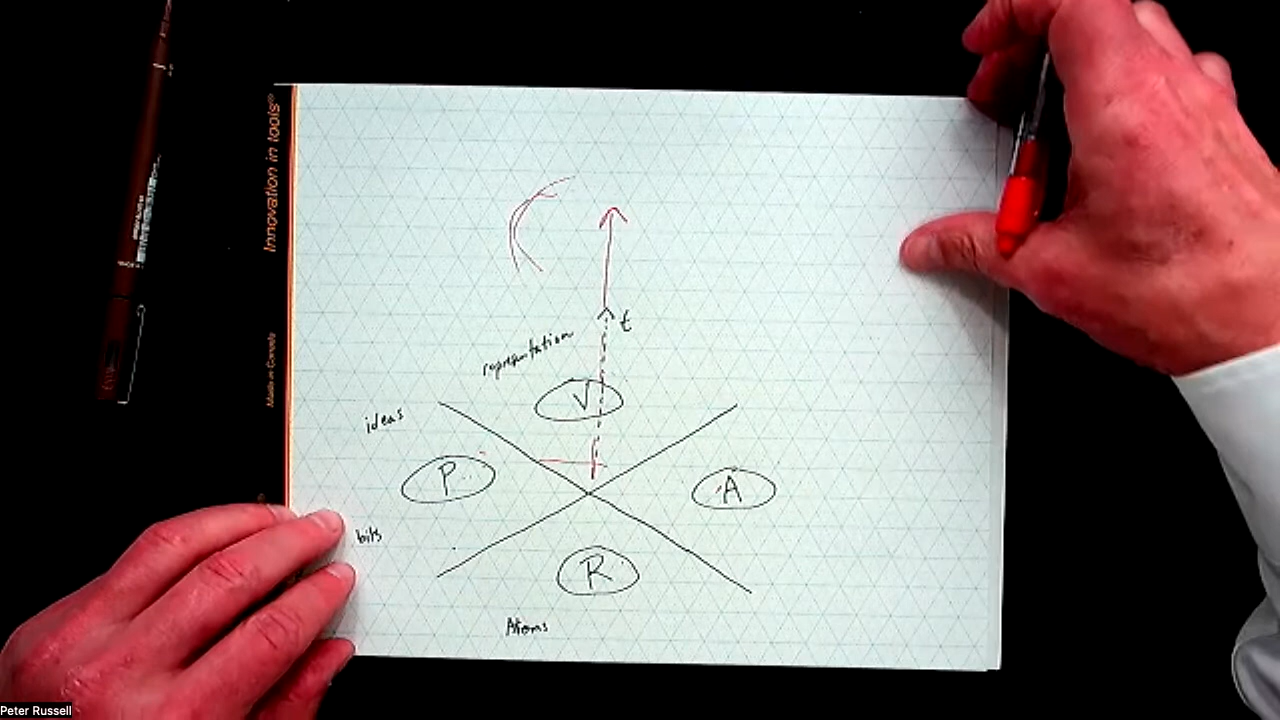 Innovation in tools®
Made in Canada
t
representation
V
ideas
P
A
bits
R
Atoms
Peter Russell